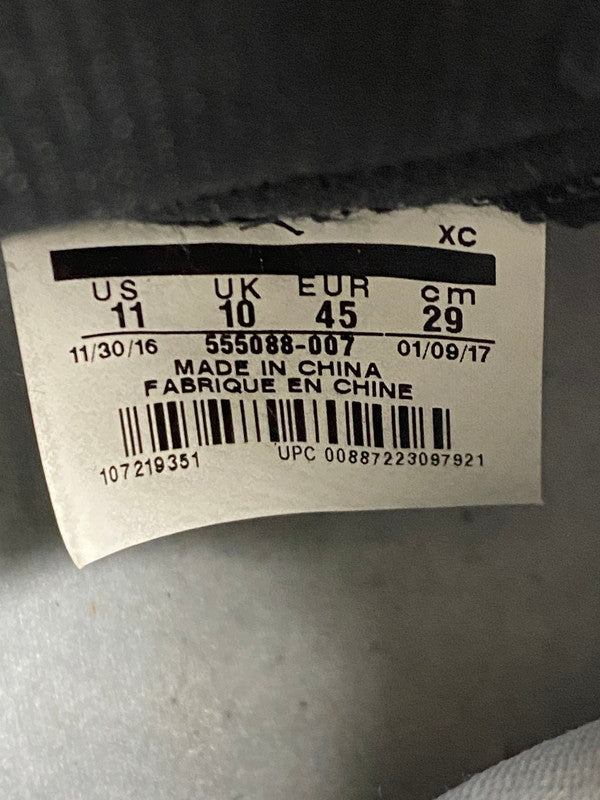 XC
US UK EUR cm
11 10 45 29
11/30/16 555088-007 01/09/17
MADE IN CHINA
FABRIQUE EN CHINE
107219351 UPC 00887223097921